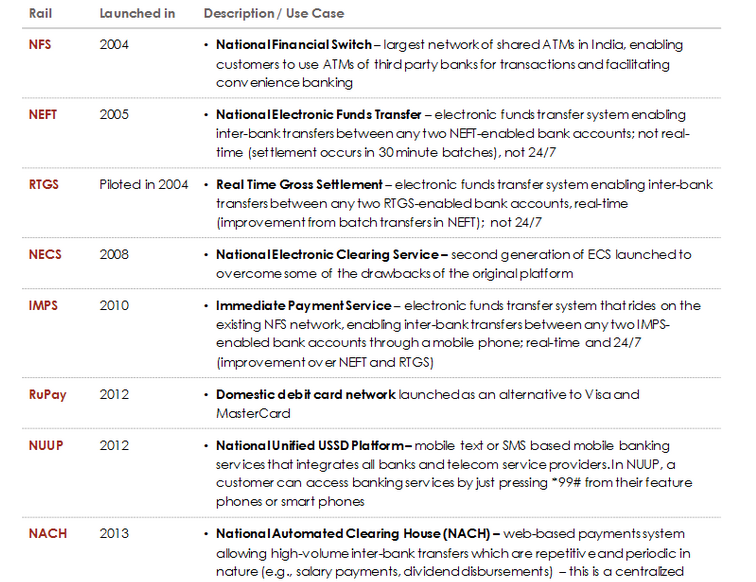 Rail Launched in Description / Use Case
NFS 2004 • National Financial Switch – largest network of shared ATMs in India, enabling
customers to use ATMs of third party banks for transactions and facilitating
convenience banking
NEFT 2005 • National Electronic Funds Transfer – electronic funds transfer system enabling
inter-bank transfers between any two NEFT-enabled bank accounts; not real-
time (settlement occurs in 30 minute batches), not 24/7
RTGS Piloted in 2004 • Real Time Gross Settlement – electronic funds transfer system enabling inter-bank
transfers between any two RTGS-enabled bank accounts, real-time
(improvement from batch transfers in NEFT); not 24/7
NECS 2008 • National Electronic Clearing Service – second generation of ECS launched to
overcome some of the drawbacks of the original platform
IMPS 2010 • Immediate Payment Service – electronic funds transfer system that rides on the
existing NFS network, enabling inter-bank transfers between any two IMPS-
enabled bank accounts through a mobile phone; real-time and 24/7
(improvement over NEFT and RTGS)
RuPay 2012 • Domestic debit card network launched as an alternative to Visa and
MasterCard
NUUP 2012 • National Unified USSD Platform – mobile text or SMS based mobile banking
services that integrates all banks and telecom service providers. In NUUP, a
customer can access banking services by just pressing *99# from their feature
phones or smart phones
NACH 2013 • National Automated Clearing House (NACH) – web-based payments system
allowing high-volume inter-bank transfers which are repetitive and periodic in
nature (e.g., salary payments, dividend disbursements) – this is a centralized